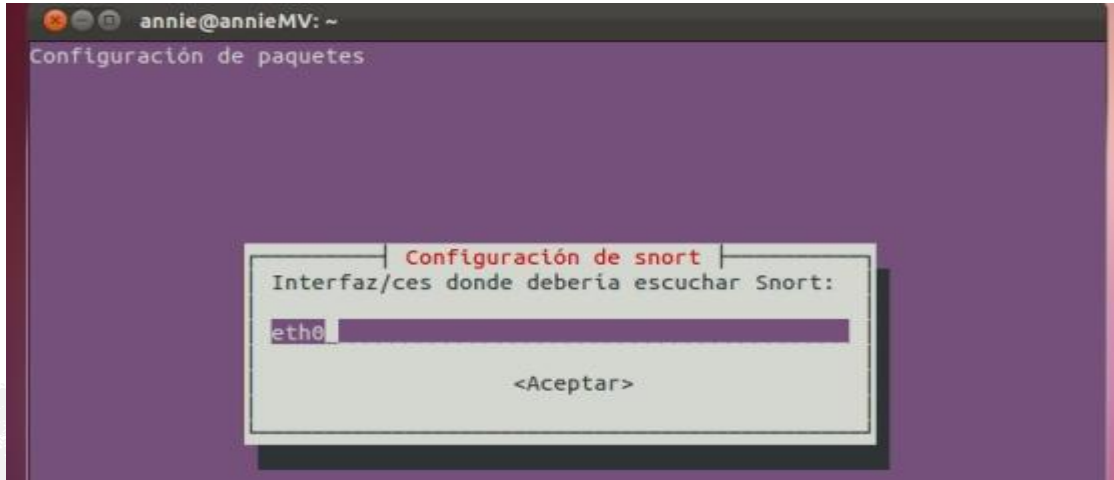 annie@annieMV: ~
Configuración de paquetes
Configuración de snort
Interfaz/ces donde debería escuchar Snort:
eth0
<Aceptar>